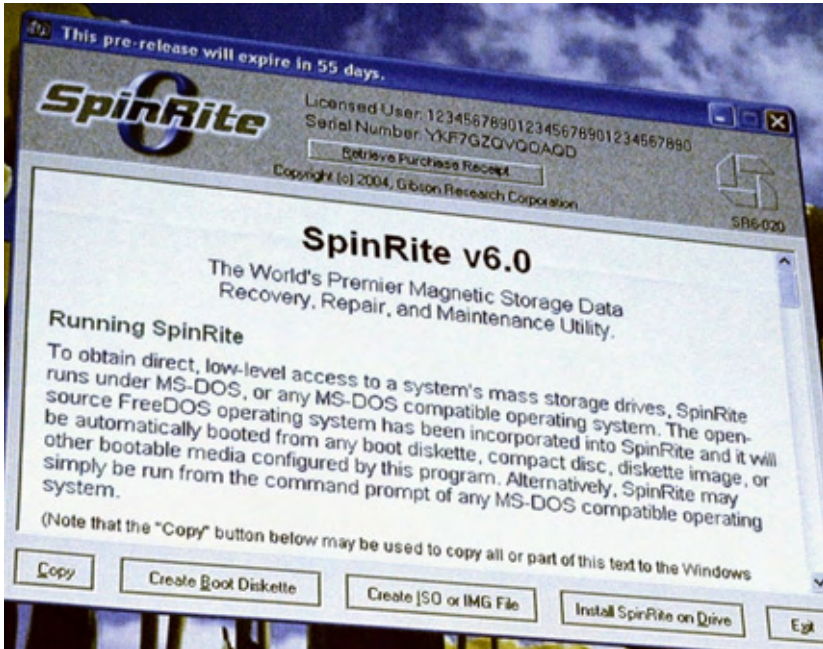 This pre-release will expire in 55 days.
SpinRite
6
Licensed User: 123456789012345678901234567890
Serial Number: YKF7GZQVQOAQD
Retrieve Purchase Receipt
Copyright (c) 2004, Gibson Research Corporation
SR6-020
SpinRite v6.0
The World's Premier Magnetic Storage Data
Recovery, Repair, and Maintenance Utility.
Running SpinRite
To obtain direct, low-level access to a system's mass storage drives, SpinRite
runs under MS-DOS, or any MS-DOS compatible operating system. The open-
source FreeDOS operating system has been incorporated into SpinRite and it will
be automatically booted from any boot diskette, compact disc, diskette image, or
other bootable media configured by this program. Alternatively, SpinRite may
simply be run from the command prompt of any MS-DOS compatible operating
system.
(Note that the "Copy" button below may be used to copy all or part of this text to the Windows
Copy
Create Boot Diskette
Create ISO or IMG File
Install SpinRite on Drive
Exit